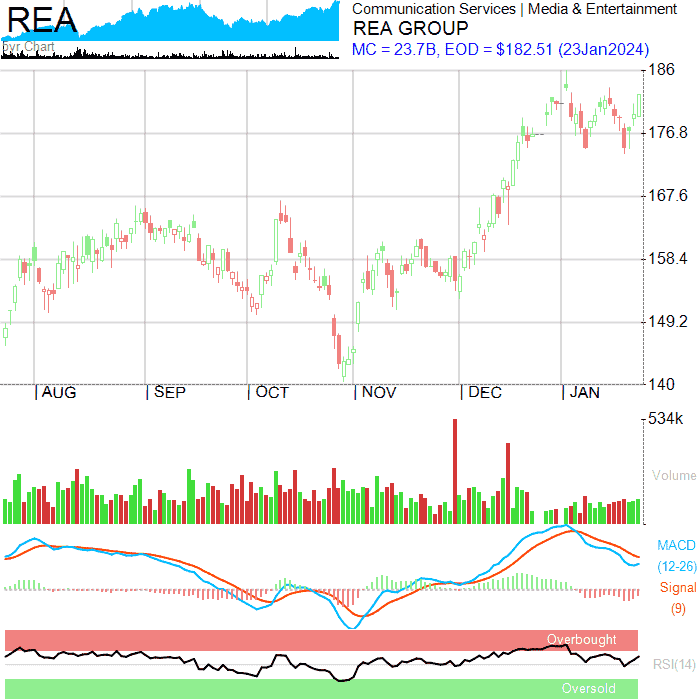 REA
Communication Services | Media & Entertainment
REA GROUP
MC = 23.7B, EOD = $182.51 (23Jan2024)
186
176.8
167.6
158.4
149.2
140
|AUG |SEP |OCT |NOV |DEC |JAN
534k
Volume
MACD
(12-26)
Signal
(9)
Overbought
RSI(14)
Oversold